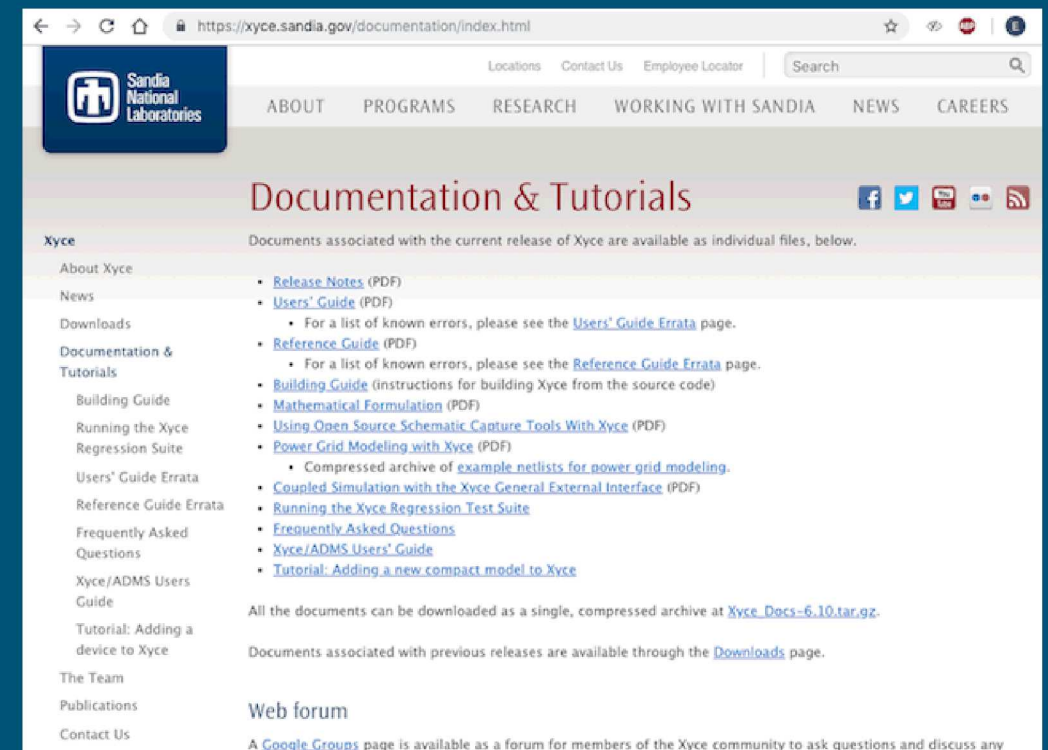 https://xyce.sandia.gov/documentation/index.html
ABP
E
Locations Contact Us Employee Locator Search
Sandia
National
Laboratories
ABOUT PROGRAMS RESEARCH WORKING WITH SANDIA NEWS CAREERS
Documentation & Tutorials
Xyce
About Xyce
News
Downloads
Documentation &
Tutorials
Building Guide
Running the Xyce
Regression Suite
Users' Guide Errata
Reference Guide Errata
Frequently Asked
Questions
Xyce/ADMS Users
Guide
Tutorial: Adding a
device to Xyce
The Team
Publications
Contact Us
Documents associated with the current release of Xyce are available as individual files, below.
• Release Notes (PDF)
• Users' Guide (PDF)
• For a list of known errors, please see the Users' Guide Errata page.
• Reference Guide (PDF)
• For a list of known errors, please see the Reference Guide Errata page.
• Building Guide (instructions for building Xyce from the source code)
• Mathematical Formulation (PDF)
• Using Open Source Schematic Capture Tools With Xyce (PDF)
• Power Grid Modeling with Xyce (PDF)
• Compressed archive of example netlists for power grid modeling.
• Coupled Simulation with the Xyce General External Interface (PDF)
• Running the Xyce Regression Test Suite
• Frequently Asked Questions
• Xyce/ADMS Users' Guide
• Tutorial: Adding a new compact model to Xyce
All the documents can be downloaded as a single, compressed archive at Xyce_Docs-6.10.tar.gz.
Documents associated with previous releases are available through the Downloads page.
Web forum
A Google Groups page is available as a forum for members of the Xyce community to ask questions and discuss any